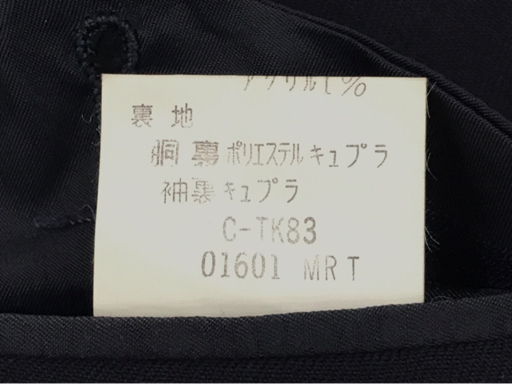 アクリル1%
裏地
胴裏 ポリエステル キュプラ
袖裏 キュプラ
C-TK83
01601 MRT